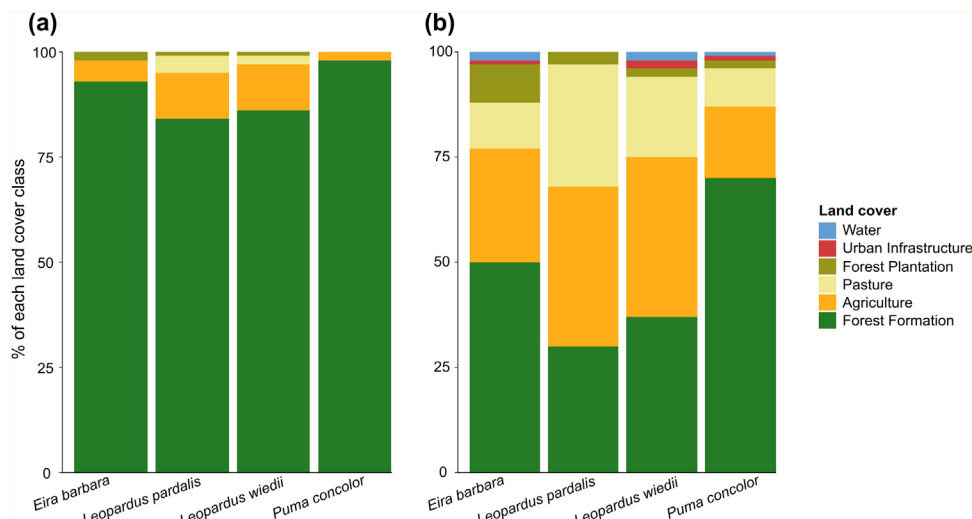 (a)
(b)
% of each land cover class
100
75
50
25
0
Eira barbara
Leopardus pardalis
Leopardus wiedii
Puma concolor
100
75
50
25
0
Eira barbara
Leopardus pardalis
Leopardus wiedii
Puma concolor
Land cover
Water
Urban Infrastructure
Forest Plantation
Pasture
Agriculture
Forest Formation